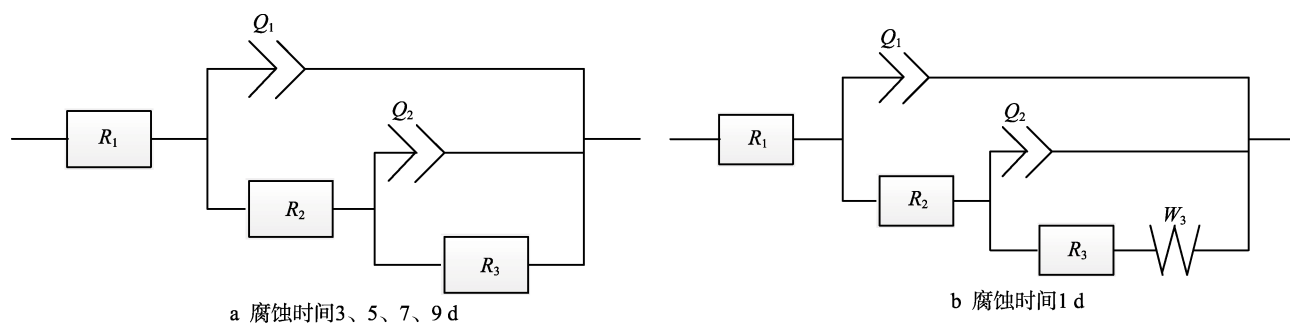 Q₁
Q₂
R₁
R₂
R₃
a 腐蚀时间3、5、7、9 d
Q₁
Q₂
R₁
R₂
W₃
R₃
b 腐蚀时间1 d